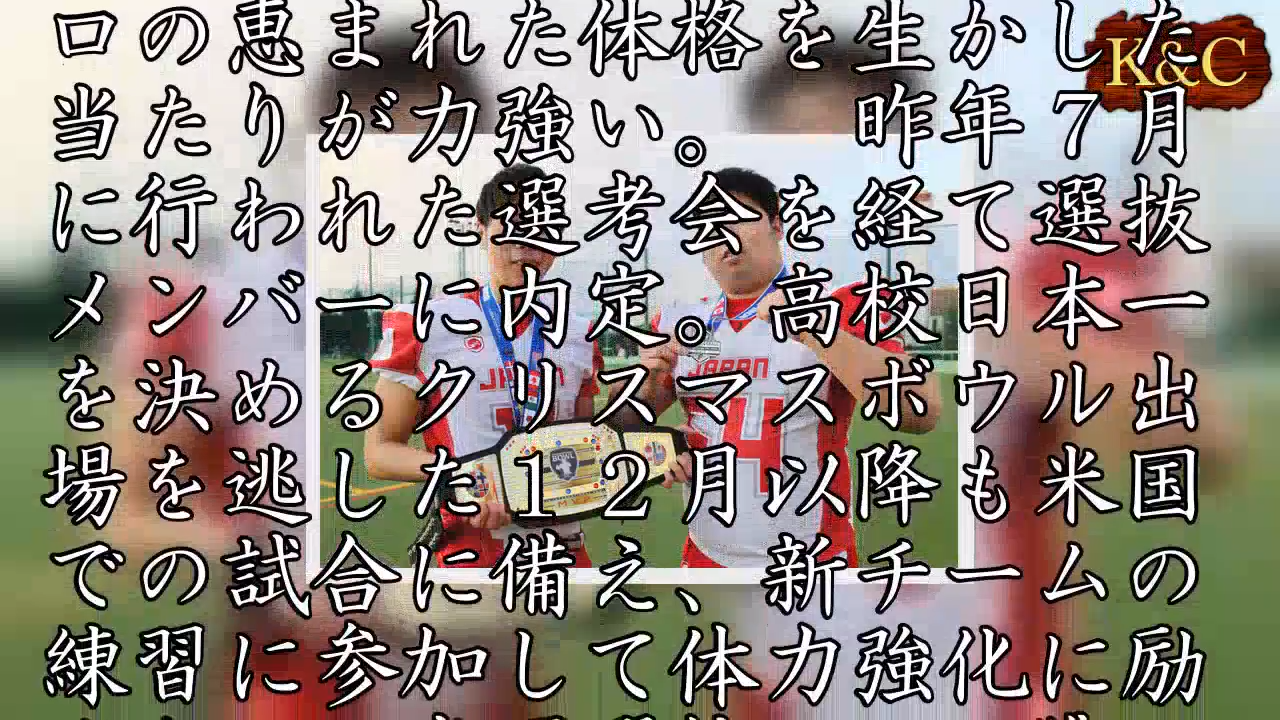 ロの恵まれた体格を生かした
当たりが力強い。　昨年７月
に行われた選考会を経て選抜
メンバーに内定。高校日本一
を決めるクリスマスボウル出
場を逃した１２月以降も米国
での試合に備え、新チームの
練習に参加して体力強化に励
K&C
JAPAN
JAPAN
BOWL